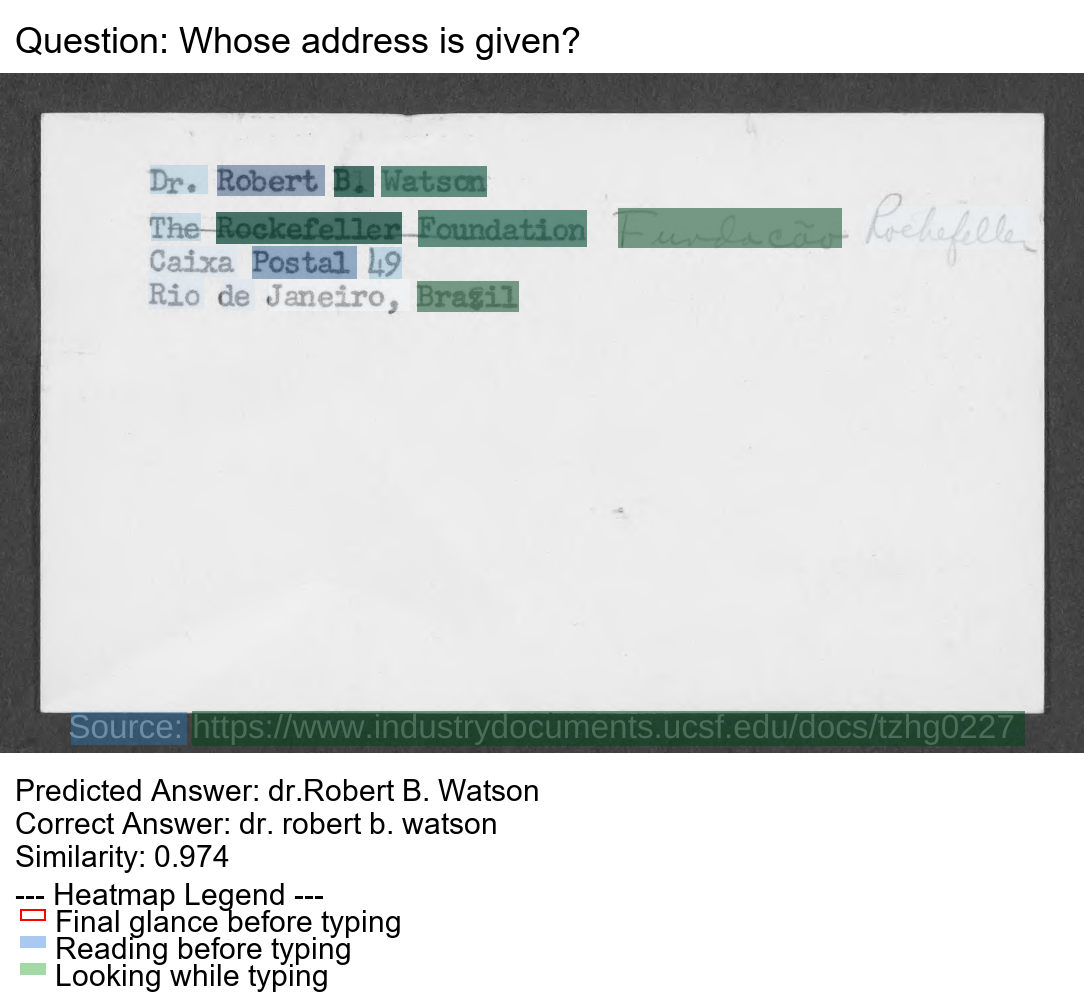 Question: Whose address is given?
Dr. Robert B. Watson
The Rockefeller Foundation Fundacão Rockefeller
Caixa Postal 49
Rio de Janeiro, Brazil
Source: https://www.industrydocuments.ucsf.edu/docs/tzhg0227
Predicted Answer: dr.Robert B. Watson
Correct Answer: dr. robert b. watson
Similarity: 0.974
--- Heatmap Legend ---
Final glance before typing
Reading before typing
Looking while typing